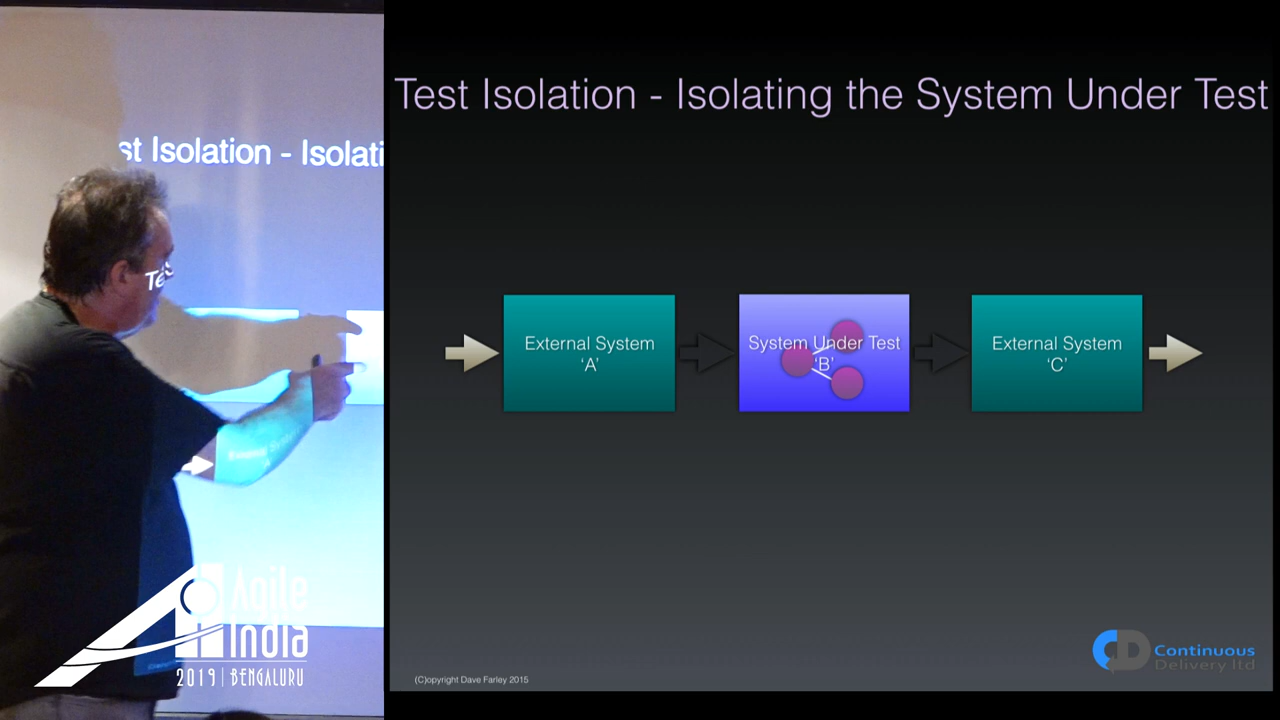 Test Isolation - Isolating the System Under Test
st Isolation - Isolati
Te
External System
‘A’
System Under Test
‘B’
External System
‘C’
Agile
India
2019 | BENGALURU
Continuous
Delivery ltd
(C)opyright Dave Farley 2015